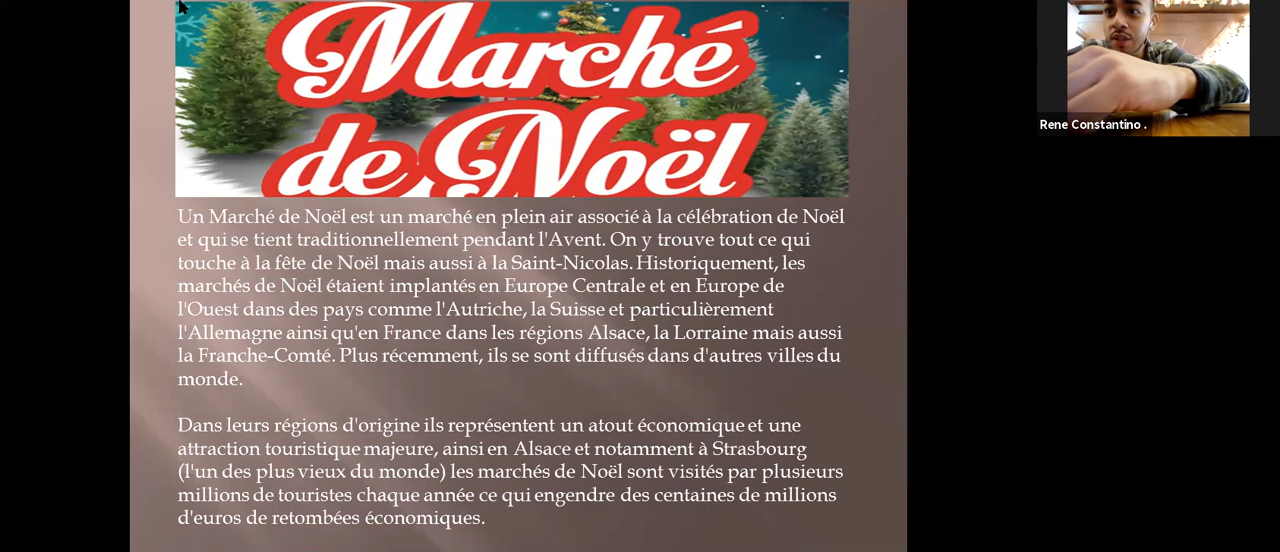 Marché
de Noël
Un Marché de Noël est un marché en plein air associé à la célébration de Noël
et qui se tient traditionnellement pendant l'Avent. On y trouve tout ce qui
touche à la fête de Noël mais aussi à la Saint-Nicolas. Historiquement, les
marchés de Noël étaient implantés en Europe Centrale et en Europe de
l'Ouest dans des pays comme l'Autriche, la Suisse et particulièrement
l'Allemagne ainsi qu'en France dans les régions Alsace, la Lorraine mais aussi
la Franche-Comté. Plus récemment, ils se sont diffusés dans d'autres villes du
monde.
Dans leurs régions d'origine ils représentent un atout économique et une
attraction touristique majeure, ainsi en Alsace et notamment à Strasbourg
(l'un des plus vieux du monde) les marchés de Noël sont visités par plusieurs
millions de touristes chaque année ce qui engendre des centaines de millions
d'euros de retombées économiques.
Rene Constantino .